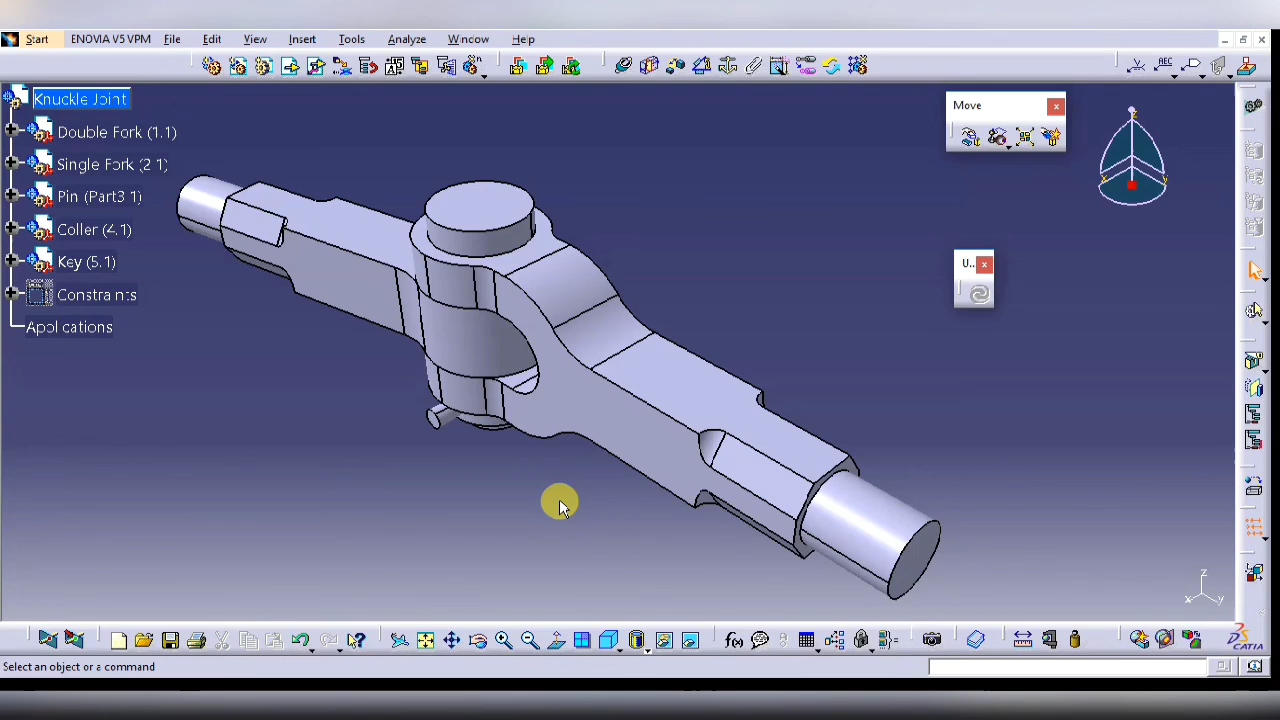 Start ENOVIA V5 VPM File Edit View Insert Tools Analyze Window Help
REC
Knuckle Joint
Double Fork (1.1)
Single Fork (2 1)
Pin (Part3 1)
Coller (4.1)
Key (5.1)
Constraints
Applications
Move
U..
z
x y
f(x)
CATIA
Select an object or a command